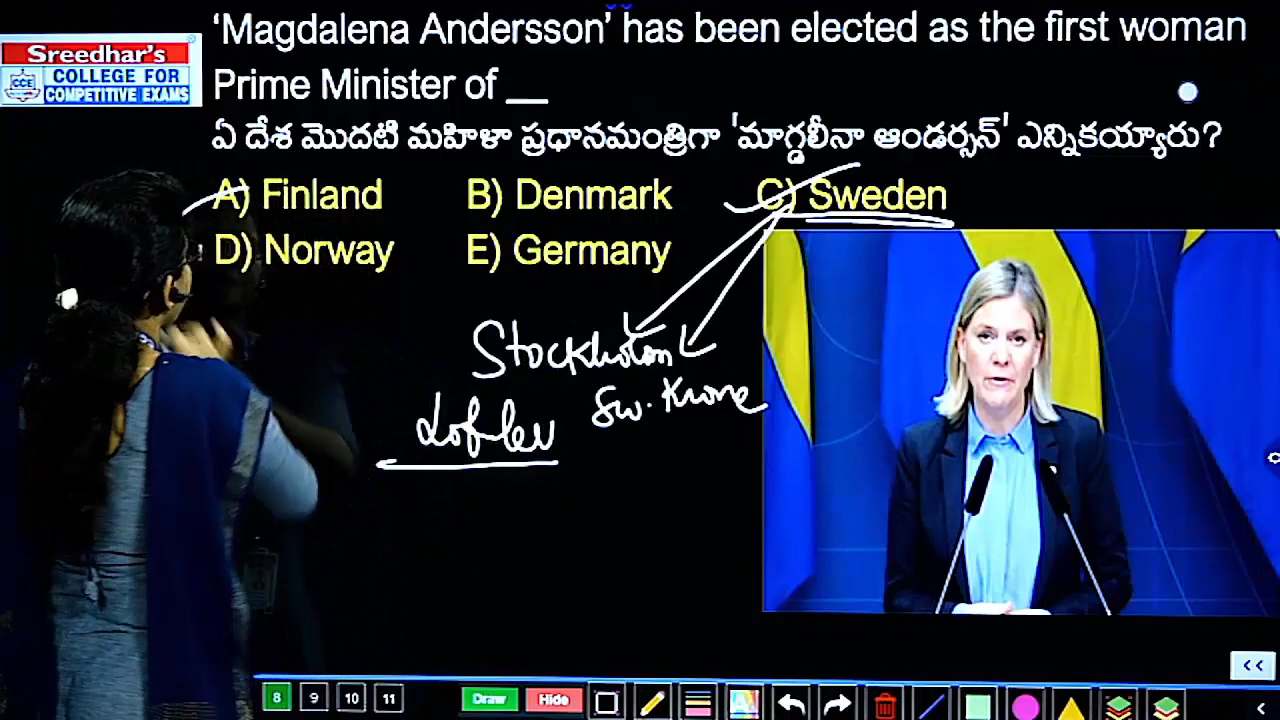 ‘Magdalena Andersson’ has been elected as the first woman
Prime Minister of __
ఏ దేశ మొదటి మహిళా ప్రధానమంత్రిగా 'మాగ్డలీనా ఆండర్సన్' ఎన్నికయ్యారు?
Sreedhar's
CCE
COLLEGE FOR
COMPETITIVE EXAMS
A) Finland B) Denmark C) Sweden
D) Norway E) Germany
Stockholm
Sw. Krone
Lofven
8 9 10 11 Draw Hide
<<
<